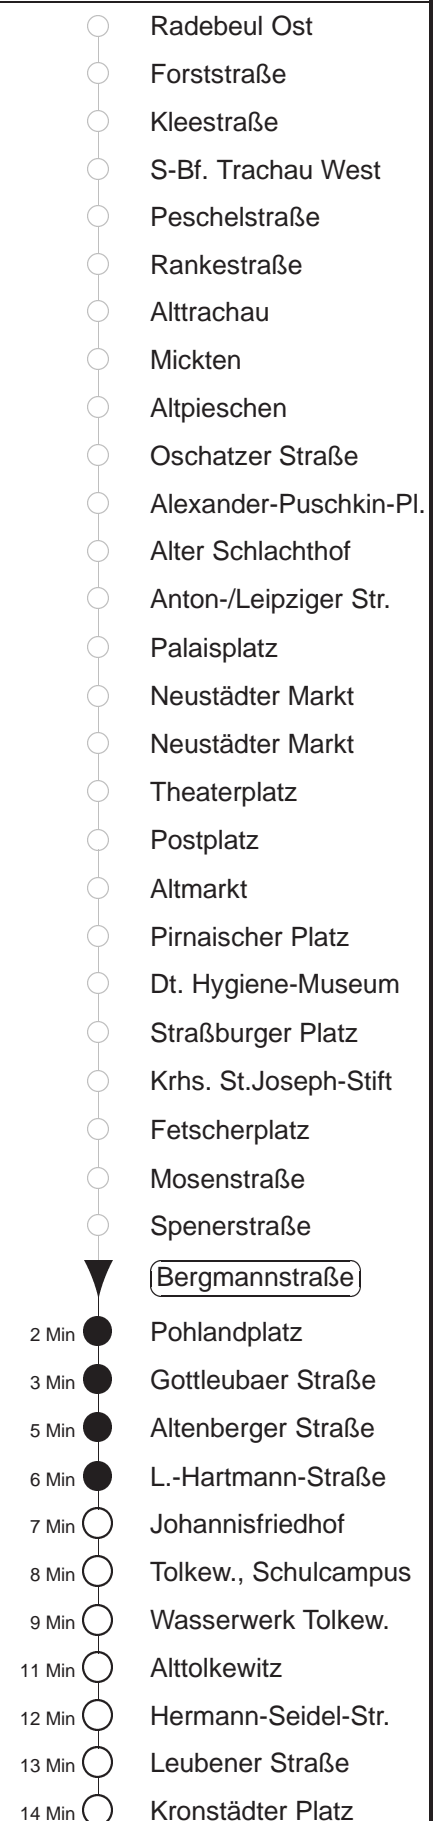 Radebeul Ost
Forststraße
Kleestraße
S-Bf. Trachau West
Peschelstraße
Rankestraße
Alttrachau
Mickten
Altpieschen
Oschatzer Straße
Alexander-Puschkin-Pl.
Alter Schlachthof
Anton-/Leipziger Str.
Palaisplatz
Neustädter Markt
Neustädter Markt
Theaterplatz
Postplatz
Altmarkt
Pirnaischer Platz
Dt. Hygiene-Museum
Straßburger Platz
Krhs. St.Joseph-Stift
Fetscherplatz
Mosenstraße
Spenerstraße
Bergmannstraße
2 Min Pohlandplatz
3 Min Gottleubaer Straße
5 Min Altenberger Straße
6 Min L.-Hartmann-Straße
7 Min Johannisfriedhof
8 Min Tolkew., Schulcampus
9 Min Wasserwerk Tolkew.
11 Min Alttolkewitz
12 Min Hermann-Seidel-Str.
13 Min Leubener Straße
14 Min Kronstädter Platz